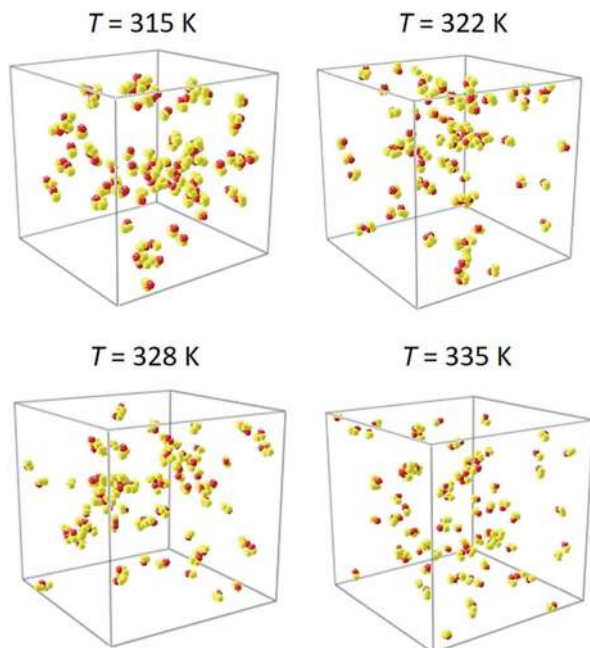 T = 315 K
T = 322 K
T = 328 K
T = 335 K